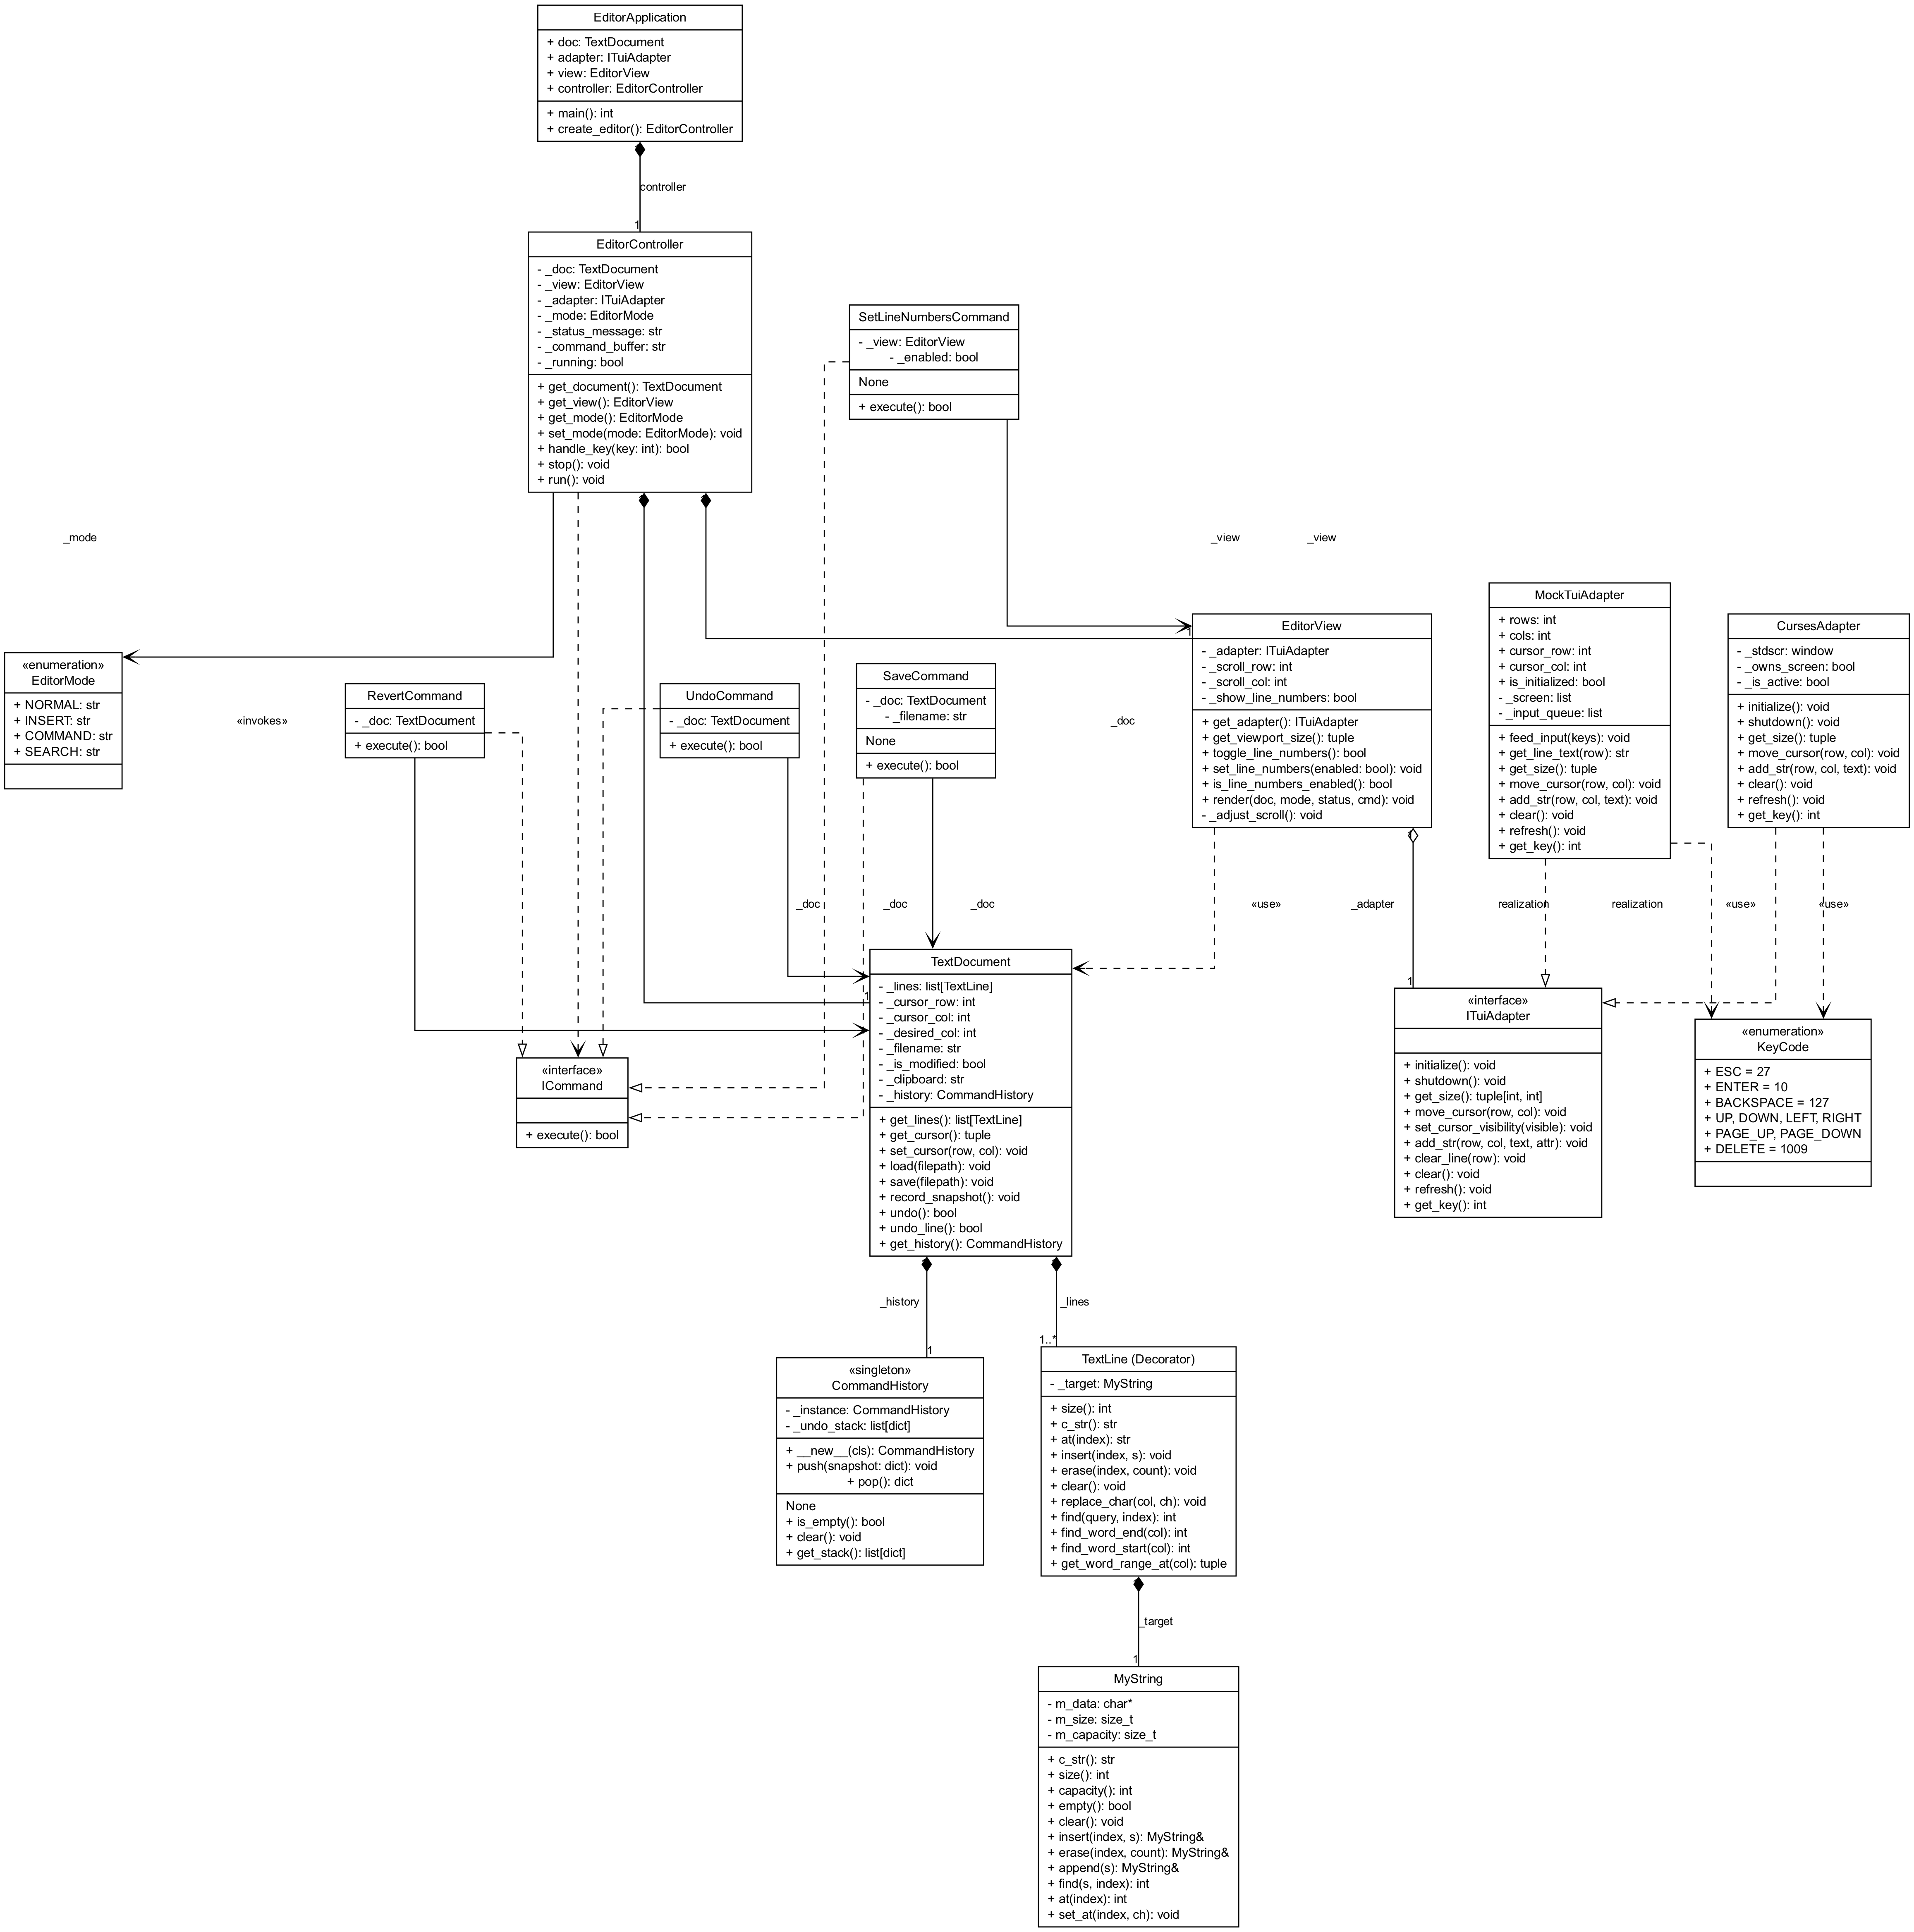 EditorApplication
+ doc: TextDocument
+ adapter: ITuiAdapter
+ view: EditorView
+ controller: EditorController
+ main(): int
+ create_editor(): EditorController
controller
1
EditorController
- _doc: TextDocument
- _view: EditorView
- _adapter: ITuiAdapter
- _mode: EditorMode
- _status_message: str
- _command_buffer: str
- _running: bool
+ get_document(): TextDocument
+ get_view(): EditorView
+ get_mode(): EditorMode
+ set_mode(mode: EditorMode): void
+ handle_key(key: int): bool
+ stop(): void
+ run(): void
SetLineNumbersCommand
- _view: EditorView
- _enabled: bool
None
+ execute(): bool
_mode
«invokes»
_doc
_view
_view
«enumeration»
EditorMode
+ NORMAL: str
+ INSERT: str
+ COMMAND: str
+ SEARCH: str
RevertCommand
- _doc: TextDocument
+ execute(): bool
UndoCommand
- _doc: TextDocument
+ execute(): bool
SaveCommand
- _doc: TextDocument
- _filename: str
None
+ execute(): bool
1
EditorView
- _adapter: ITuiAdapter
- _scroll_row: int
- _scroll_col: int
- _show_line_numbers: bool
+ get_adapter(): ITuiAdapter
+ get_viewport_size(): tuple
+ toggle_line_numbers(): bool
+ set_line_numbers(enabled: bool): void
+ is_line_numbers_enabled(): bool
+ render(doc, mode, status, cmd): void
- _adjust_scroll(): void
MockTuiAdapter
+ rows: int
+ cols: int
+ cursor_row: int
+ cursor_col: int
+ is_initialized: bool
- _screen: list
- _input_queue: list
+ feed_input(keys): void
+ get_line_text(row): str
+ get_size(): tuple
+ move_cursor(row, col): void
+ add_str(row, col, text): void
+ clear(): void
+ refresh(): void
+ get_key(): int
CursesAdapter
- _stdscr: window
- _owns_screen: bool
- _is_active: bool
+ initialize(): void
+ shutdown(): void
+ get_size(): tuple
+ move_cursor(row, col): void
+ add_str(row, col, text): void
+ clear(): void
+ refresh(): void
+ get_key(): int
_doc
_doc
_doc
«use»
_adapter
realization
realization
«use»
«use»
1
1
«interface»
ICommand
+ execute(): bool
TextDocument
- _lines: list[TextLine]
- _cursor_row: int
- _cursor_col: int
- _desired_col: int
- _filename: str
- _is_modified: bool
- _clipboard: str
- _history: CommandHistory
+ get_lines(): list[TextLine]
+ get_cursor(): tuple
+ set_cursor(row, col): void
+ load(filepath): void
+ save(filepath): void
+ record_snapshot(): void
+ undo(): bool
+ undo_line(): bool
+ get_history(): CommandHistory
«interface»
ITuiAdapter
+ initialize(): void
+ shutdown(): void
+ get_size(): tuple[int, int]
+ move_cursor(row, col): void
+ set_cursor_visibility(visible): void
+ add_str(row, col, text, attr): void
+ clear_line(row): void
+ clear(): void
+ refresh(): void
+ get_key(): int
«enumeration»
KeyCode
+ ESC = 27
+ ENTER = 10
+ BACKSPACE = 127
+ UP, DOWN, LEFT, RIGHT
+ PAGE_UP, PAGE_DOWN
+ DELETE = 1009
_history
_lines
1
1..*
«singleton»
CommandHistory
- _instance: CommandHistory
- _undo_stack: list[dict]
+ __new__(cls): CommandHistory
+ push(snapshot: dict): void
+ pop(): dict
None
+ is_empty(): bool
+ clear(): void
+ get_stack(): list[dict]
TextLine (Decorator)
- _target: MyString
+ size(): int
+ c_str(): str
+ at(index): str
+ insert(index, s): void
+ erase(index, count): void
+ clear(): void
+ replace_char(col, ch): void
+ find(query, index): int
+ find_word_end(col): int
+ find_word_start(col): int
+ get_word_range_at(col): tuple
_target
1
MyString
- m_data: char*
- m_size: size_t
- m_capacity: size_t
+ c_str(): str
+ size(): int
+ capacity(): int
+ empty(): bool
+ clear(): void
+ insert(index, s): MyString&
+ erase(index, count): MyString&
+ append(s): MyString&
+ find(s, index): int
+ at(index): int
+ set_at(index, ch): void